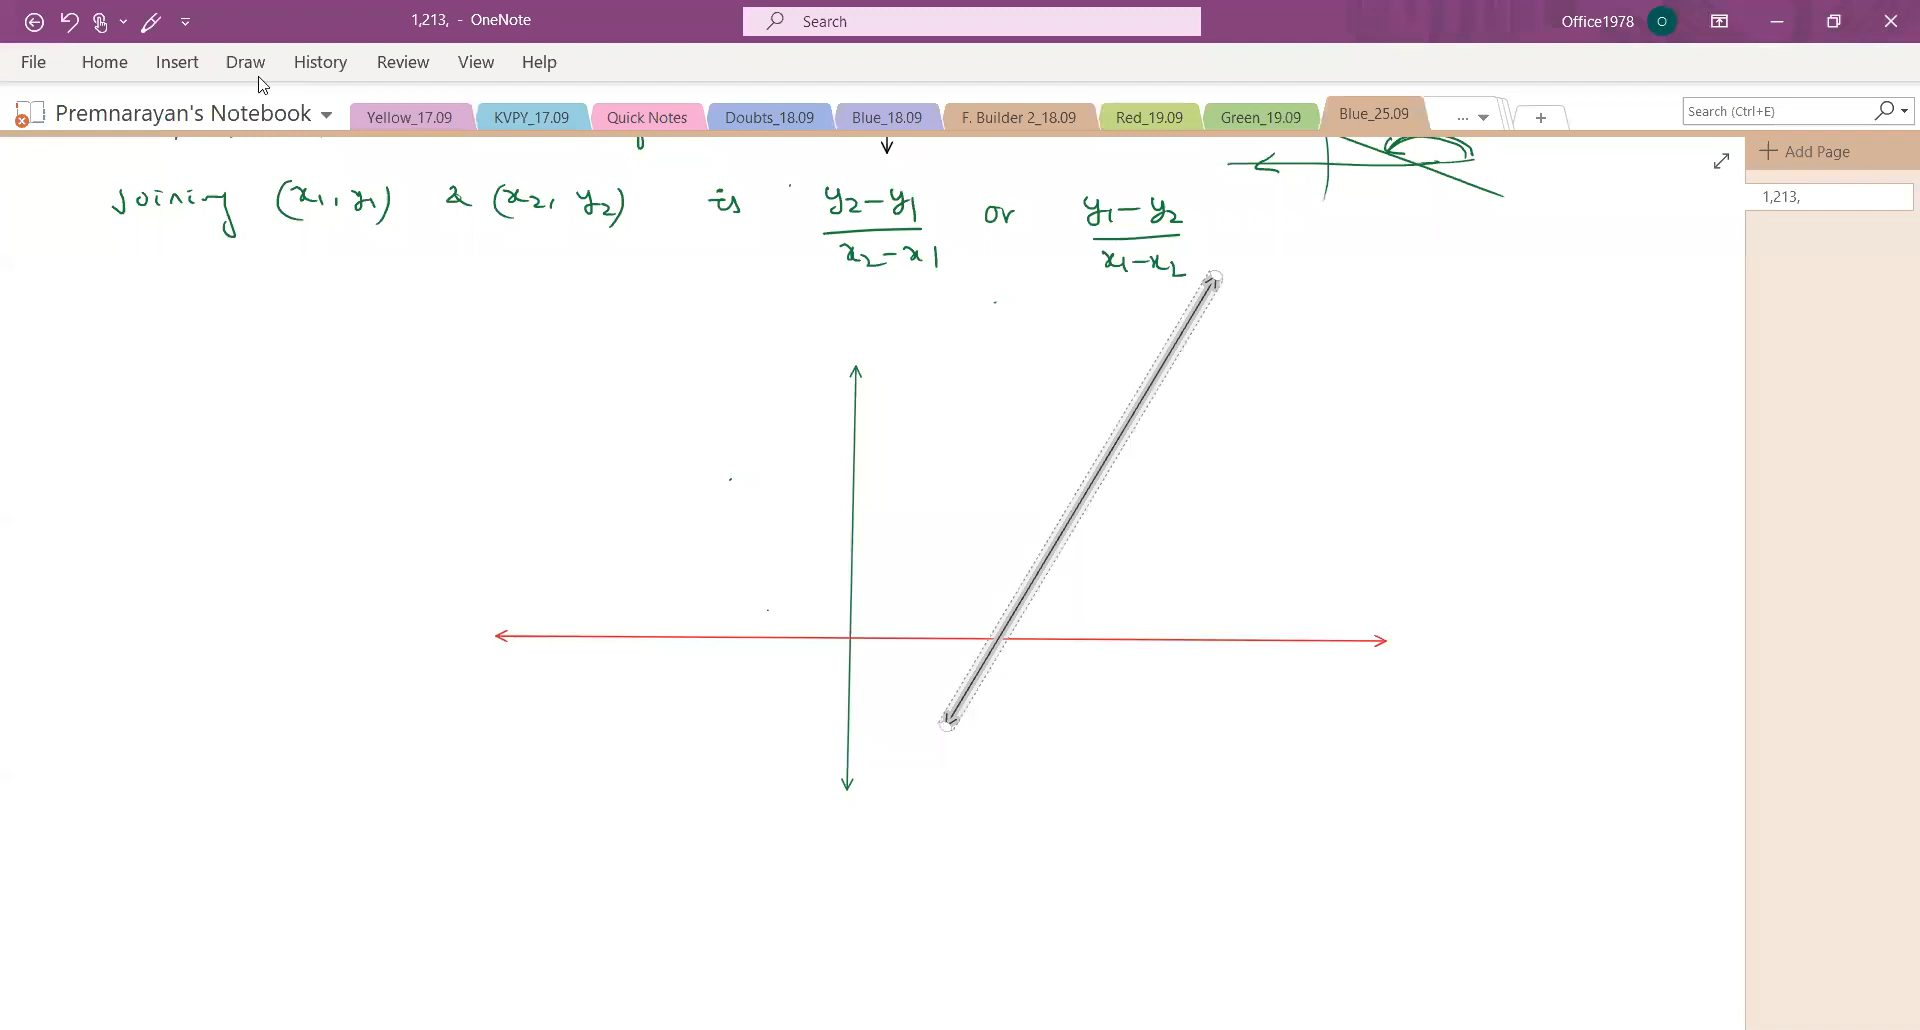 1,213, - OneNote
Search
Office1978
O
File Home Insert Draw History Review View Help
Premnarayan's Notebook
Yellow_17.09 KVPY_17.09 Quick Notes Doubts_18.09 Blue_18.09 F. Builder 2_18.09 Red_19.09 Green_19.09 Blue_25.09 ... +
Search (Ctrl+E)
Add Page
1,213,
Joining (x₁, y₁) & (x₂, y₂) is y₂-y₁/x₂-x₁ or y₁-y₂/x₁-x₂